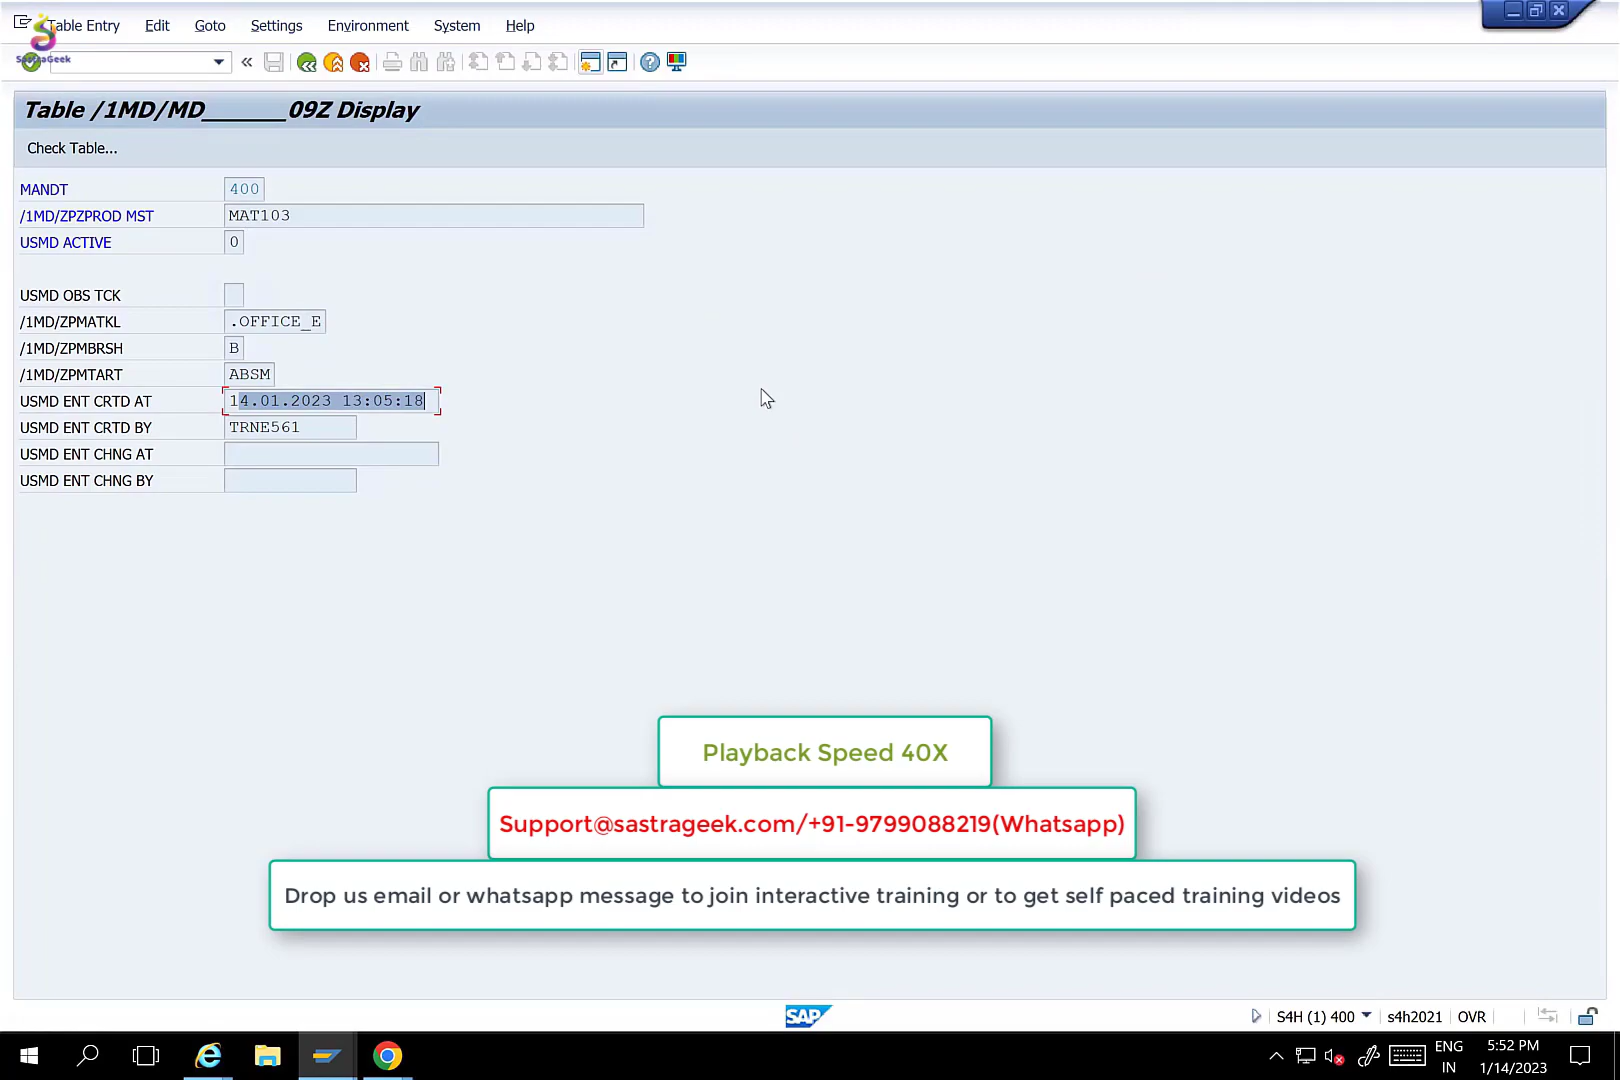 Table Entry Edit Goto Settings Environment System Help
SastraGeek
Table /1MD/MD______09Z Display
Check Table...
MANDT 400
/1MD/ZPZPROD MST MAT103
USMD ACTIVE 0
USMD OBS TCK
/1MD/ZPMATKL .OFFICE_E
/1MD/ZPMBRSH B
/1MD/ZPMTART ABSM
USMD ENT CRTD AT 14.01.2023 13:05:18
USMD ENT CRTD BY TRNE561
USMD ENT CHNG AT
USMD ENT CHNG BY
Playback Speed 40X
Support@sastrageek.com/+91-9799088219(Whatsapp)
Drop us email or whatsapp message to join interactive training or to get self paced training videos
SAP
S4H (1) 400 s4h2021 OVR
ENG
IN
5:52 PM
1/14/2023